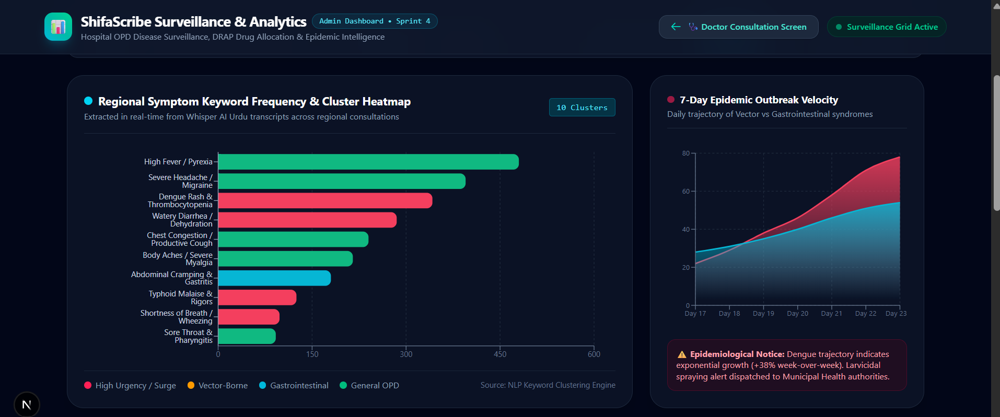 ShifaScribe Surveillance & Analytics
Admin Dashboard • Sprint 4
Hospital OPD Disease Surveillance, DRAP Drug Allocation & Epidemic Intelligence
← Doctor Consultation Screen
Surveillance Grid Active
Regional Symptom Keyword Frequency & Cluster Heatmap
Extracted in real-time from Whisper AI Urdu transcripts across regional consultations
10 Clusters
High Fever / Pyrexia
Severe Headache /
Migraine
Dengue Rash &
Thrombocytopenia
Watery Diarrhea /
Dehydration
Chest Congestion /
Productive Cough
Body Aches / Severe
Myalgia
Abdominal Cramping &
Gastritis
Typhoid Malaise &
Rigors
Shortness of Breath /
Wheezing
Sore Throat &
Pharyngitis
0 150 300 450 600
High Urgency / Surge Vector-Borne Gastrointestinal General OPD
Source: NLP Keyword Clustering Engine
7-Day Epidemic Outbreak Velocity
Daily trajectory of Vector vs Gastrointestinal syndromes
80
60
40
20
0
Day 17 Day 18 Day 19 Day 20 Day 21 Day 22 Day 23
⚠️ Epidemiological Notice: Dengue trajectory indicates
exponential growth (+38% week-over-week). Larvicidal
spraying alert dispatched to Municipal Health authorities.
N